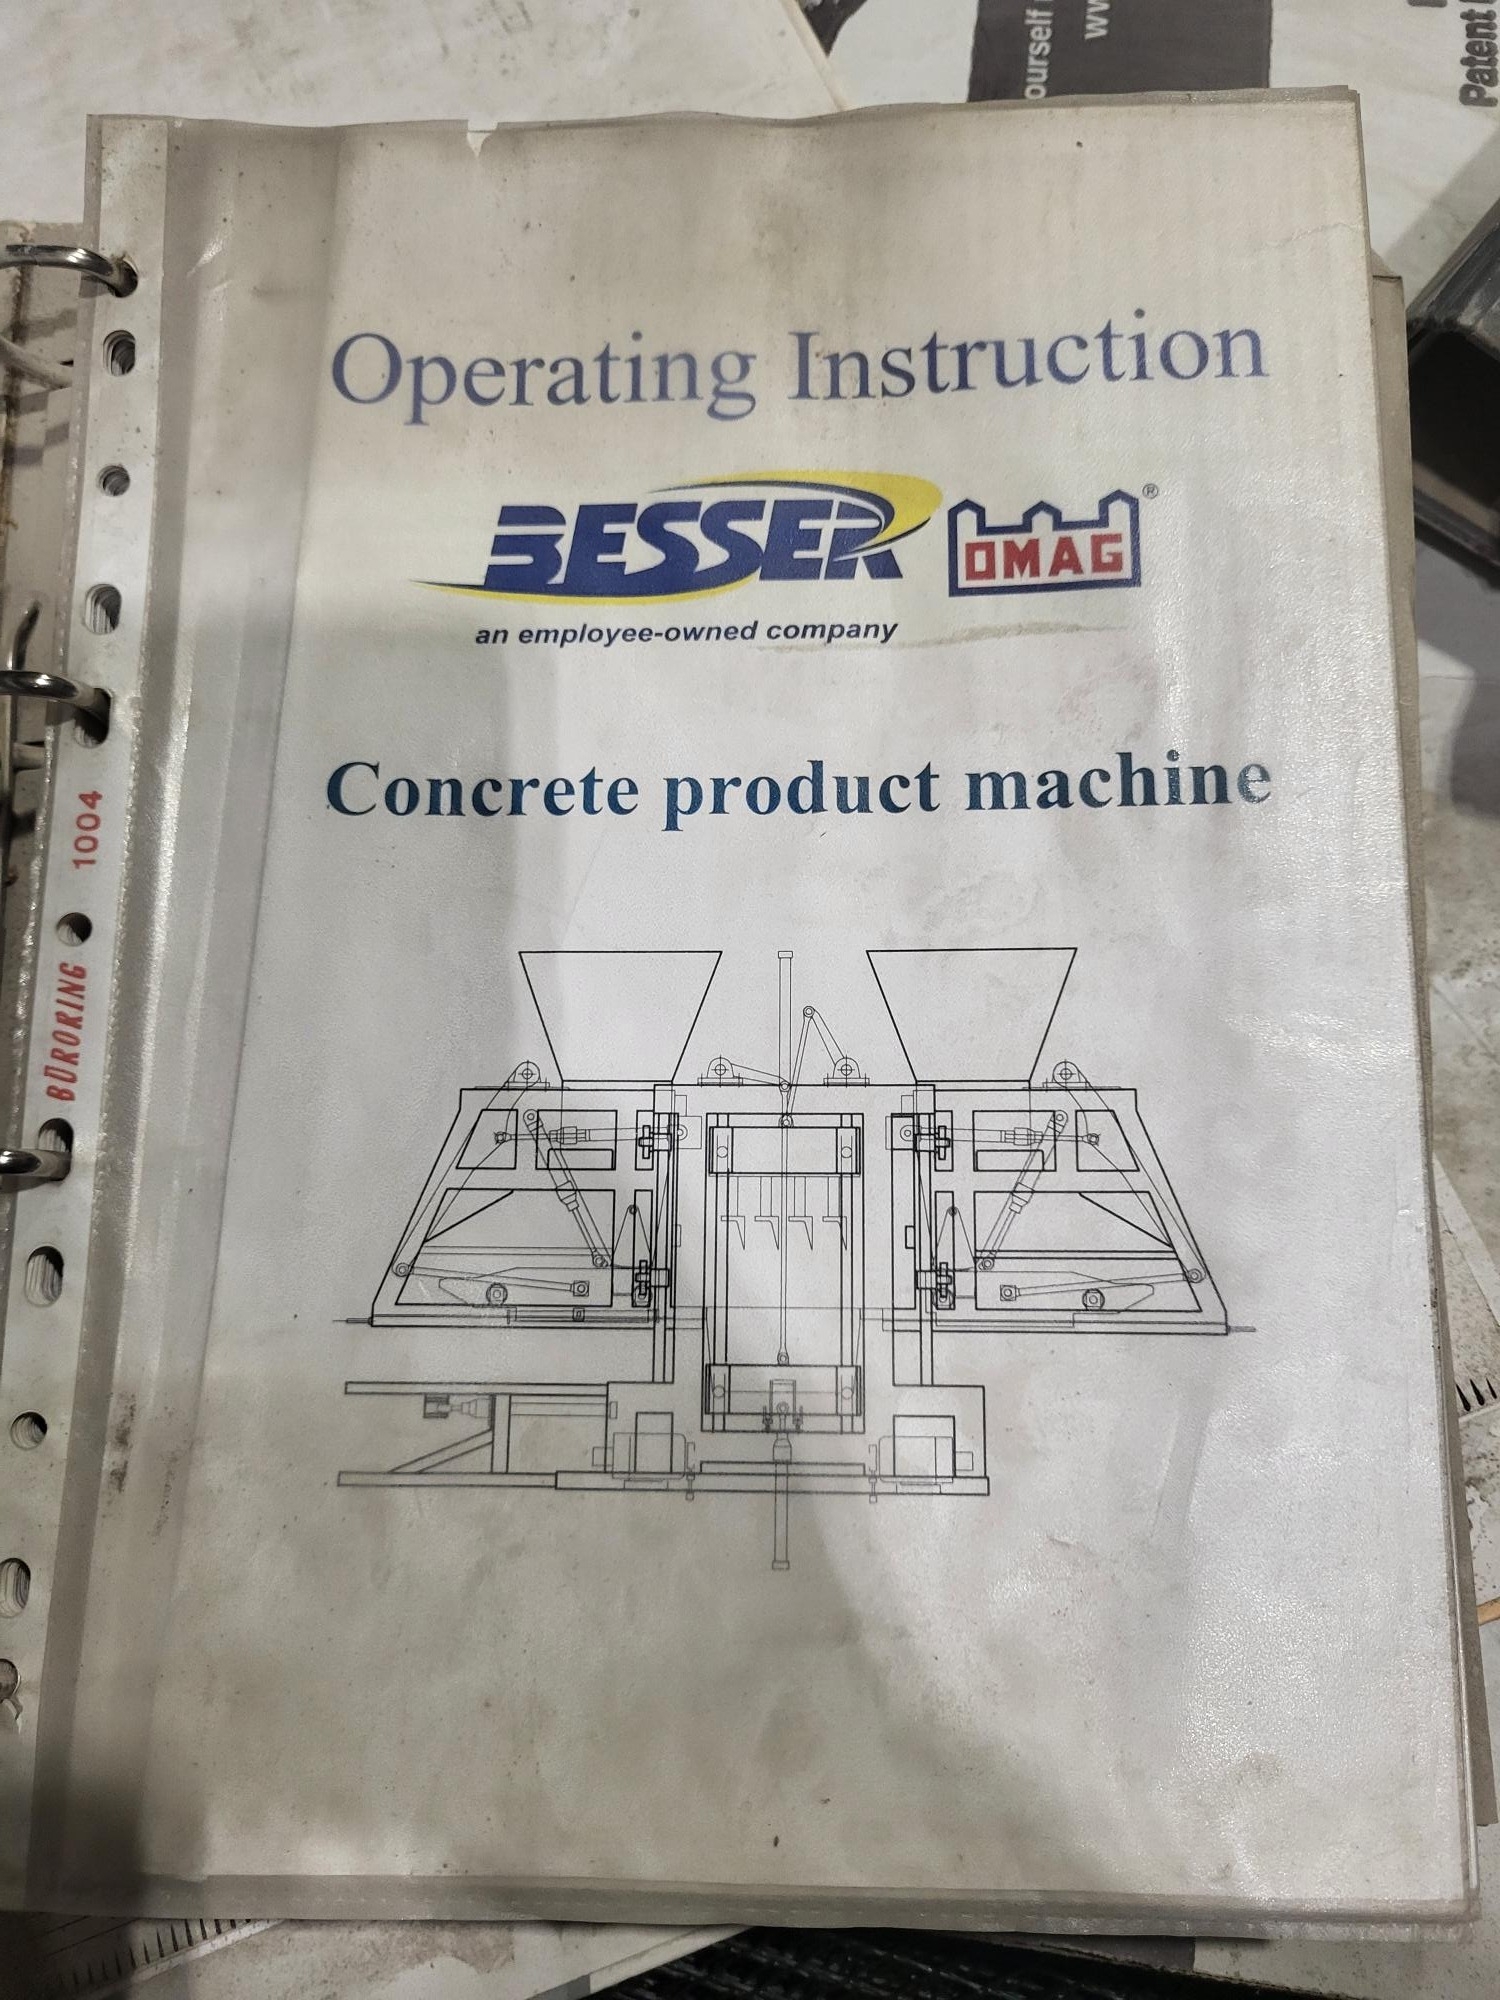 ourself
Patent
Operating Instruction
BESSER
OMAG®
an employee-owned company
Concrete product machine
BÜRORING 1004